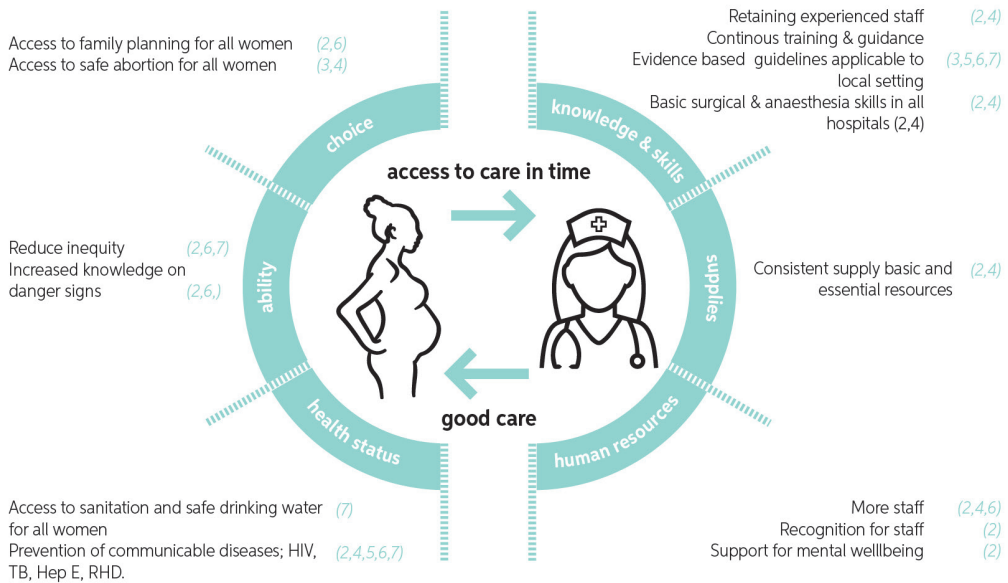 Access to family planning for all women (2,6)
Access to safe abortion for all women (3,4)
choice
Reduce inequity (2,6,7)
Increased knowledge on
danger signs (2,6,)
ability
Access to sanitation and safe drinking water (7)
for all women
Prevention of communicable diseases; HIV, (2,4,5,6,7)
TB, Hep E, RHD.
health status
access to care in time
good care
Retaining experienced staff (2,4)
Continous training & guidance
Evidence based guidelines applicable to (3,5,6,7)
local setting
Basic surgical & anaesthesia skills in all (2,4)
hospitals (2,4)
knowledge & skills
Consistent supply basic and (2,4)
essential resources
supplies
More staff (2,4,6)
Recognition for staff (2)
Support for mental welllbeing (2)
human resources